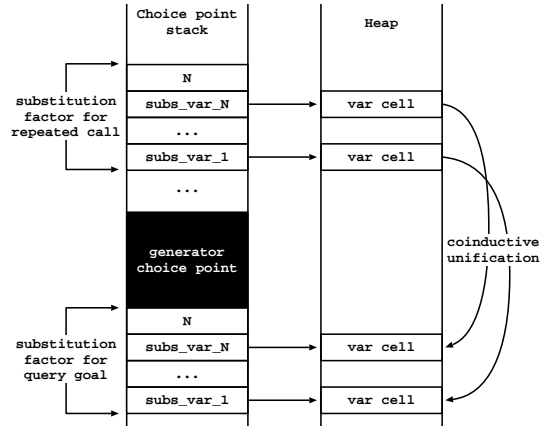 Choice point
stack
Heap
N
substitution
factor for
repeated call
subs_var_N
var cell
...
subs_var_1
var cell
...
generator
choice point
coinductive
unification
N
substitution
factor for
query goal
subs_var_N
var cell
...
subs_var_1
var cell